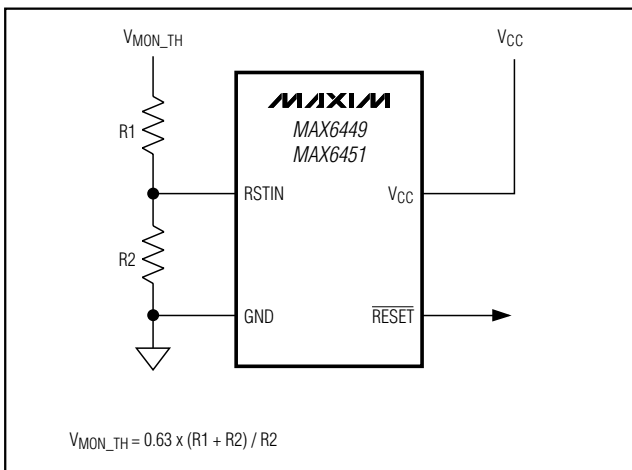 VMON_TH
VCC
MAXIM
MAX6449
MAX6451
R1
RSTIN
VCC
R2
GND
RESET
VMON_TH = 0.63 x (R1 + R2) / R2